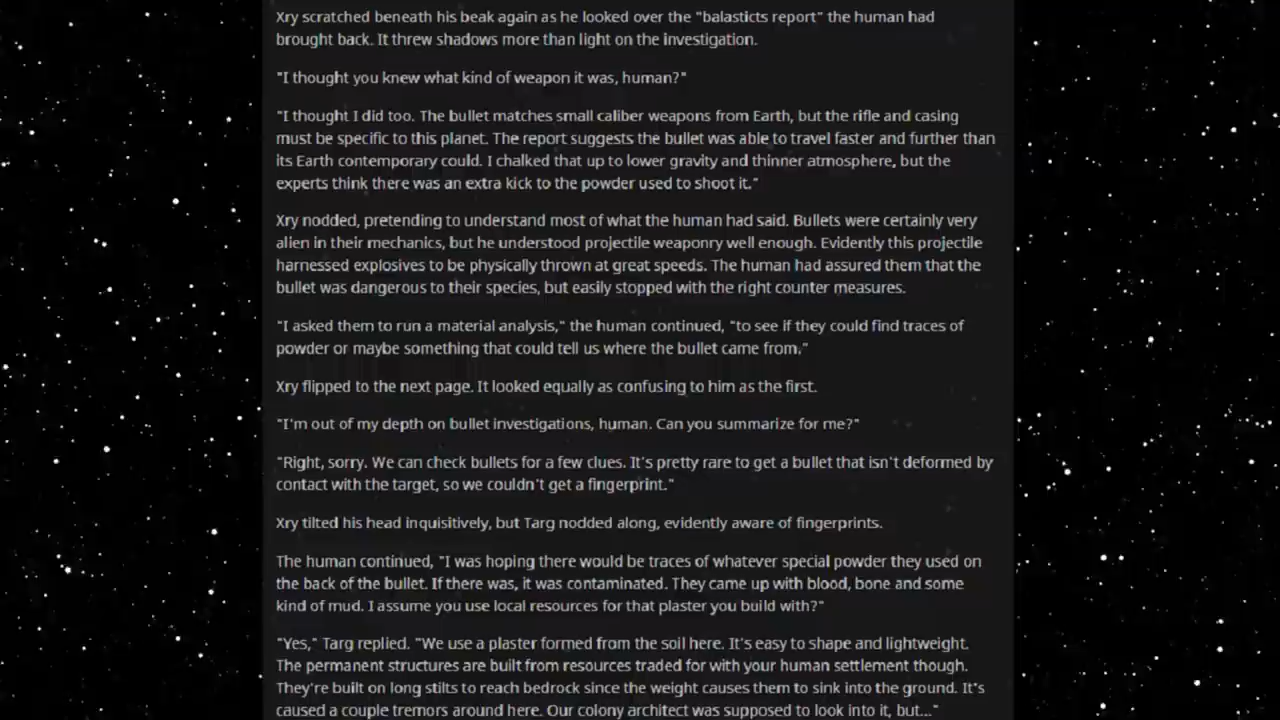 Xry scratched beneath his beak again as he looked over the "balasticts report" the human had
brought back. It threw shadows more than light on the investigation.
"I thought you knew what kind of weapon it was, human?"
"I thought I did too. The bullet matches small caliber weapons from Earth, but the rifle and casing
must be specific to this planet. The report suggests the bullet was able to travel faster and further than
its Earth contemporary could. I chalked that up to lower gravity and thinner atmosphere, but the
experts think there was an extra kick to the powder used to shoot it."
Xry nodded, pretending to understand most of what the human had said. Bullets were certainly very
alien in their mechanics, but he understood projectile weaponry well enough. Evidently this projectile
harnessed explosives to be physically thrown at great speeds. The human had assured them that the
bullet was dangerous to their species, but easily stopped with the right counter measures.
"I asked them to run a material analysis," the human continued, "to see if they could find traces of
powder or maybe something that could tell us where the bullet came from."
Xry flipped to the next page. It looked equally as confusing to him as the first.
"I'm out of my depth on bullet investigations, human. Can you summarize for me?"
"Right, sorry. We can check bullets for a few clues. It's pretty rare to get a bullet that isn't deformed by
contact with the target, so we couldn't get a fingerprint."
Xry tilted his head inquisitively, but Targ nodded along, evidently aware of fingerprints.
The human continued, "I was hoping there would be traces of whatever special powder they used on
the back of the bullet. If there was, it was contaminated. They came up with blood, bone and some
kind of mud. I assume you use local resources for that plaster you build with?"
"Yes," Targ replied. "We use a plaster formed from the soil here. It's easy to shape and lightweight.
The permanent structures are built from resources traded for with your human settlement though.
They're built on long stilts to reach bedrock since the weight causes them to sink into the ground. It's
caused a couple tremors around here. Our colony architect was supposed to look into it, but..."